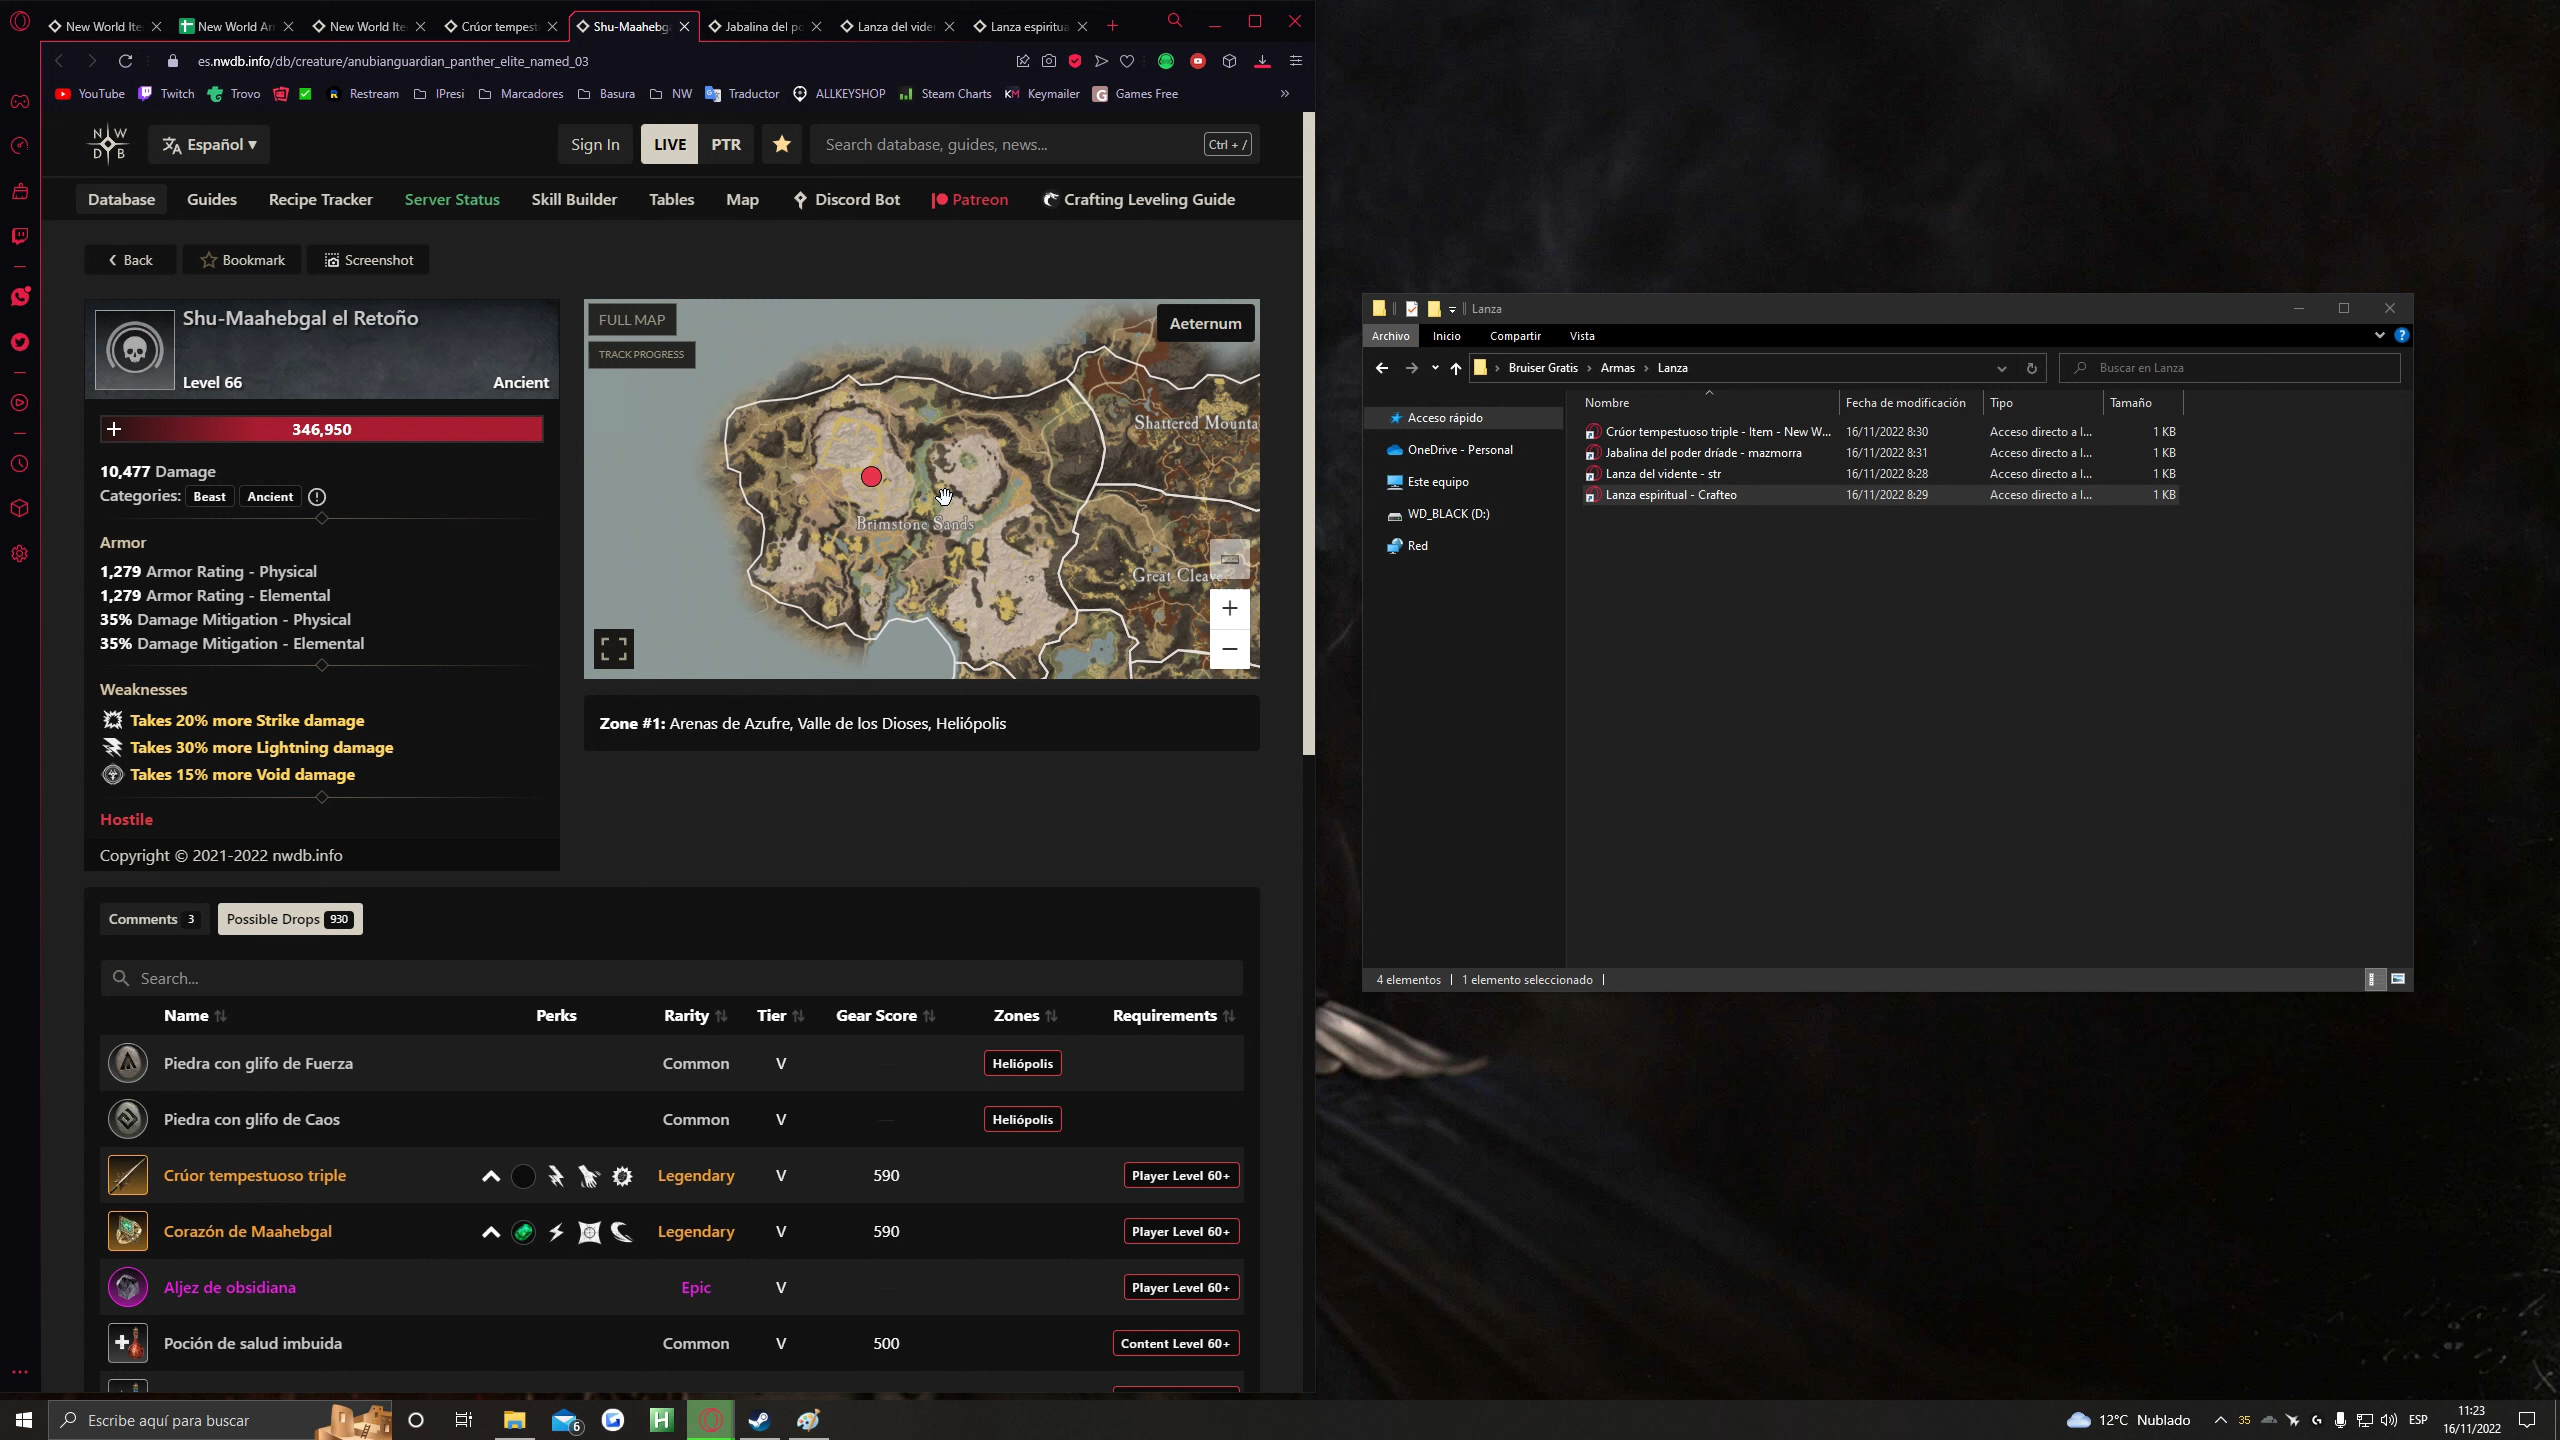 New World Ite
New World Ar
New World Ite
Crúor tempest
Shu-Maahebg
Jabalina del po
Lanza del vide
Lanza espiritua
es.nwdb.info/db/creature/anubianguardian_panther_elite_named_03
YouTube
Twitch
Trovo
Restream
IPresi
Marcadores
Basura
NW
Traductor
ALLKEYSHOP
Steam Charts
Keymailer
Games Free
»
NW
DB
Español ▾
Sign In
LIVE
PTR
Search database, guides, news...
Ctrl + /
Database
Guides
Recipe Tracker
Server Status
Skill Builder
Tables
Map
Discord Bot
Patreon
Crafting Leveling Guide
Back
Bookmark
Screenshot
Shu-Maahebgal el Retoño
Level 66
Ancient
346,950
10,477 Damage
Categories: Beast Ancient
Armor
1,279 Armor Rating - Physical
1,279 Armor Rating - Elemental
35% Damage Mitigation - Physical
35% Damage Mitigation - Elemental
Weaknesses
Takes 20% more Strike damage
Takes 30% more Lightning damage
Takes 15% more Void damage
Hostile
Copyright © 2021-2022 nwdb.info
FULL MAP
TRACK PROGRESS
Aeternum
Shattered Mounta
Brimstone Sands
Great Cleave
+
−
Zone #1: Arenas de Azufre, Valle de los Dioses, Heliópolis
Comments 3
Possible Drops 930
Search...
Name Perks Rarity Tier Gear Score Zones Requirements
Piedra con glifo de Fuerza Common V Heliópolis
Piedra con glifo de Caos Common V Heliópolis
Crúor tempestuoso triple Legendary V 590 Player Level 60+
Corazón de Maahebgal Legendary V 590 Player Level 60+
Aljez de obsidiana Epic V Player Level 60+
Poción de salud imbuida Common V 500 Content Level 60+
Lanza
Archivo Inicio Compartir Vista
Bruiser Gratis › Armas › Lanza
Buscar en Lanza
Acceso rápido
OneDrive - Personal
Este equipo
WD_BLACK (D:)
Red
Nombre Fecha de modificación Tipo Tamaño
Crúor tempestuoso triple - Item - New W... 16/11/2022 8:30 Acceso directo a I... 1 KB
Jabalina del poder dríade - mazmorra 16/11/2022 8:31 Acceso directo a I... 1 KB
Lanza del vidente - str 16/11/2022 8:28 Acceso directo a I... 1 KB
Lanza espiritual - Crafteo 16/11/2022 8:29 Acceso directo a I... 1 KB
4 elementos
1 elemento seleccionado
Escribe aquí para buscar
6
H
12°C Nublado
35
ESP
11:23
16/11/2022